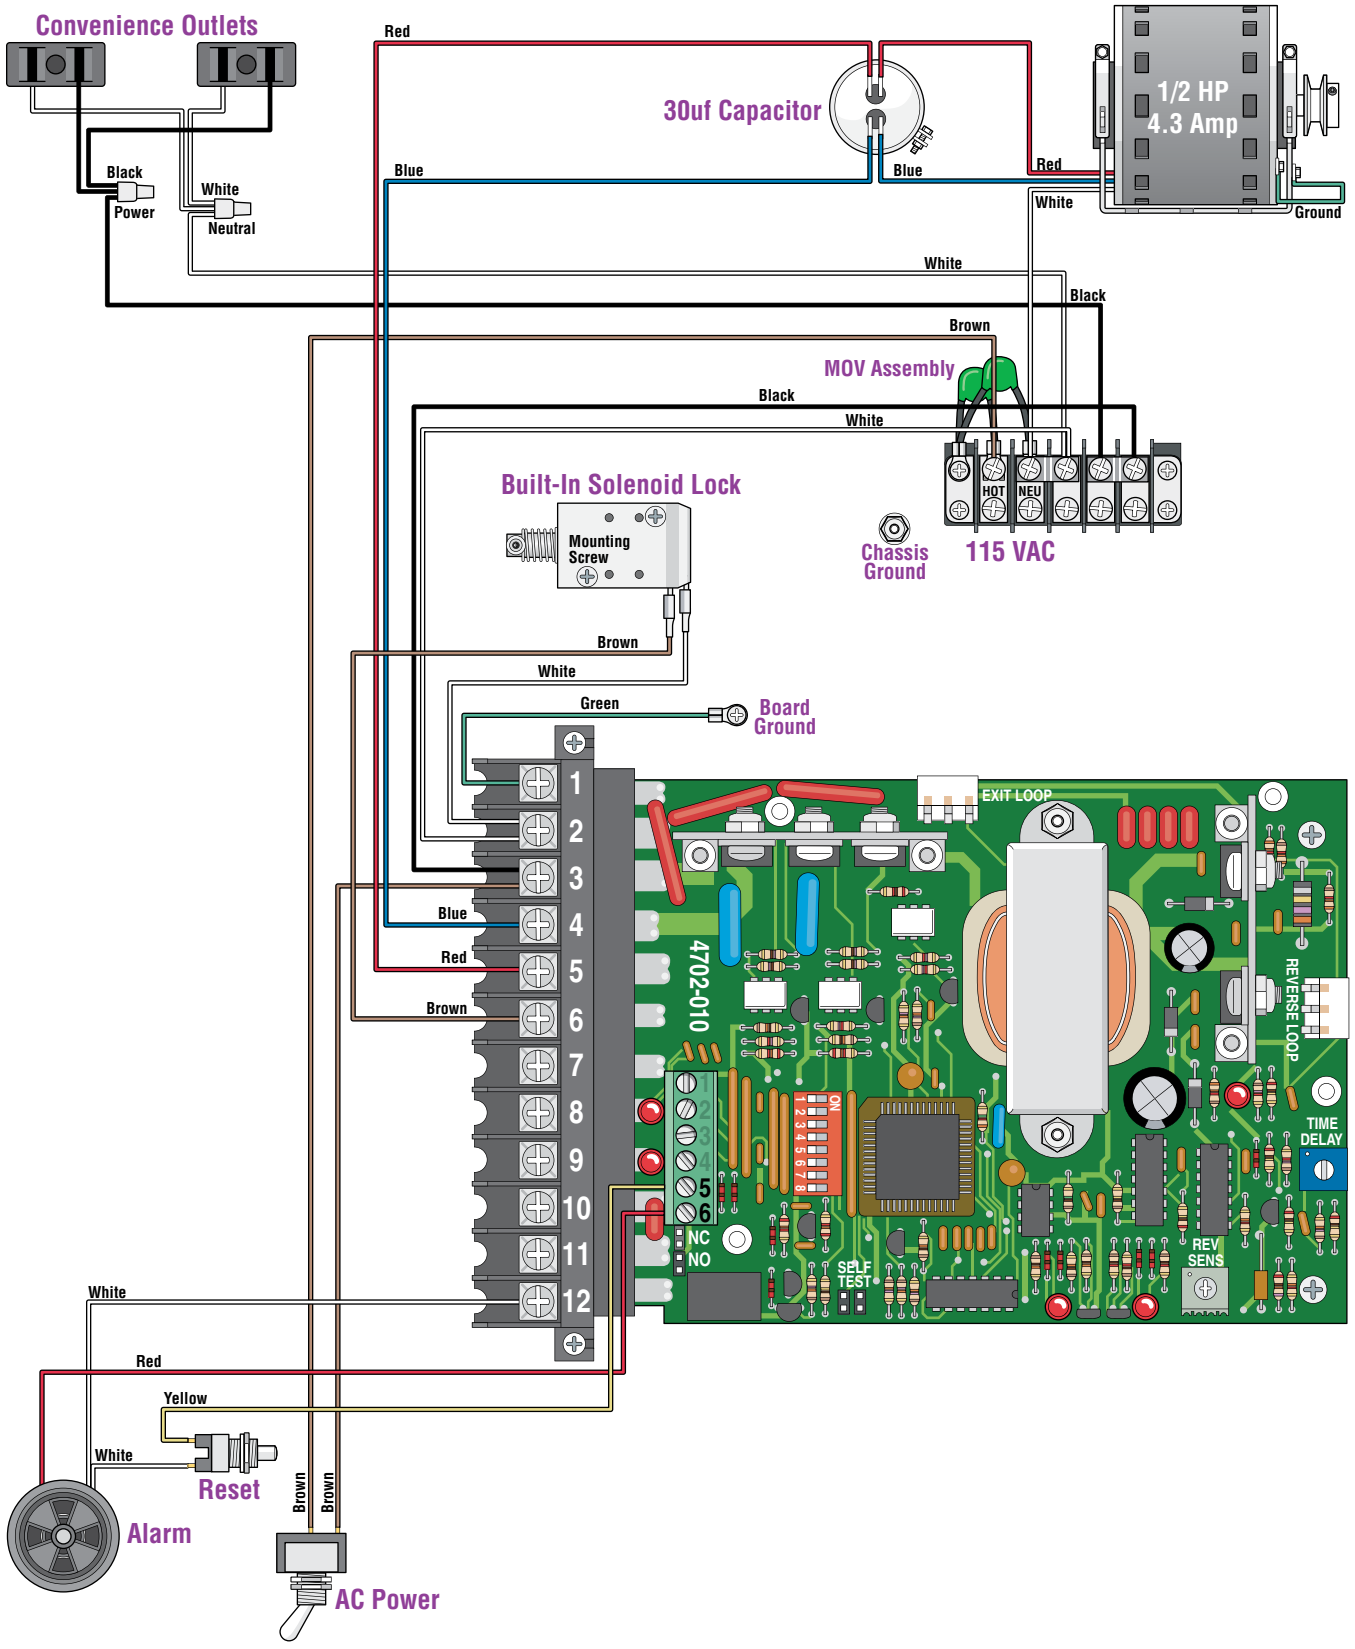 Convenience Outlets
Red
30uf Capacitor
1/2 HP
4.3 Amp
Black
Power
White
Neutral
Blue
Blue
Red
White
Ground
White
Black
Brown
MOV Assembly
Black
White
HOT
NEU
115 VAC
Chassis
Ground
Built-In Solenoid Lock
Mounting
Screw
Brown
White
Green
Board
Ground
1
2
3
4
5
6
7
8
9
10
11
12
Blue
Red
Brown
EXIT LOOP
4702-010
REVERSE LOOP
1
2
3
4
5
6
NC
NO
ON
1
2
3
4
5
6
7
8
TIME
DELAY
REV
SENS
SELF
TEST
White
Red
Yellow
White
Reset
Alarm
Brown
Brown
AC Power